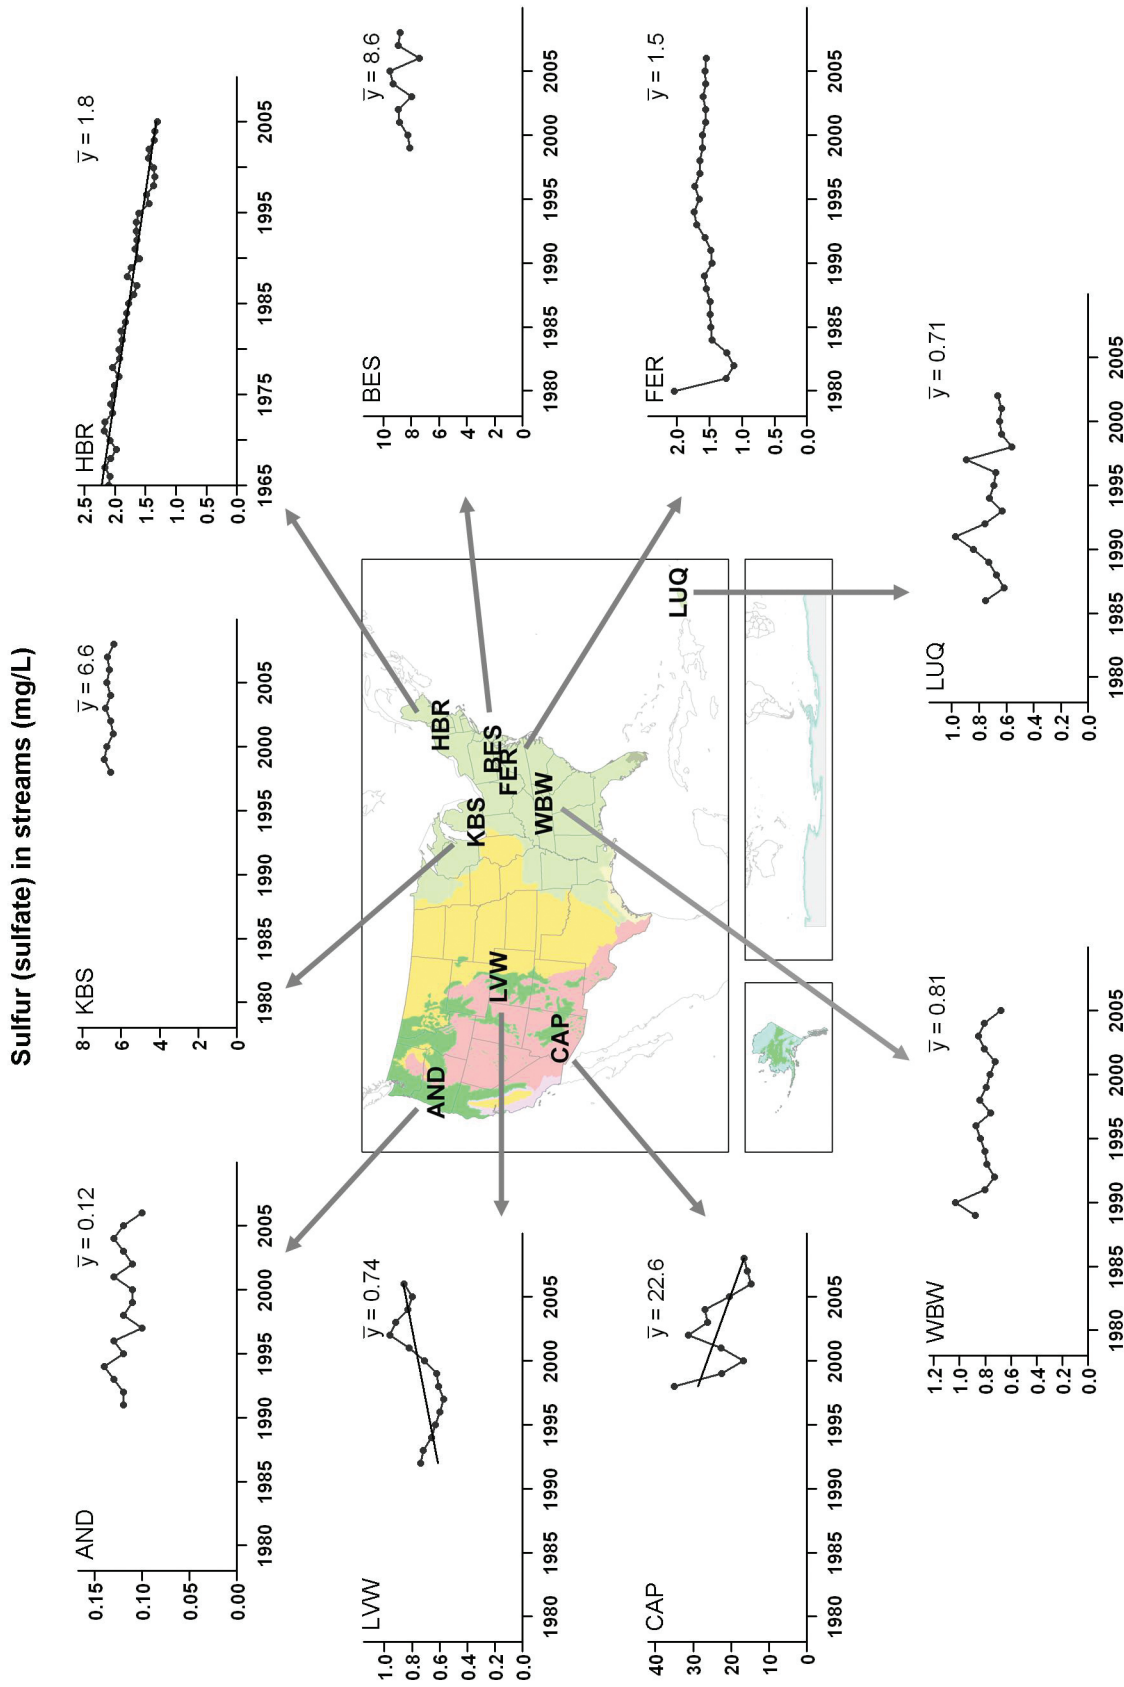 Sulfur (sulfate) in streams (mg/L)
AND
y̅ = 0.12
0.15
0.10
0.05
0.00
1980 1985 1990 1995 2000 2005
KBS
y̅ = 6.6
8
6
4
2
0
1980 1985 1990 1995 2000 2005
HBR
y̅ = 1.8
2.5
2.0
1.5
1.0
0.5
0.0
1965 1975 1985 1995 2005
LVW
y̅ = 0.74
1.0
0.8
0.6
0.4
0.2
0.0
1980 1985 1990 1995 2000 2005
AND
LVW
CAP
KBS
HBR
BES
FER
WBW
LUQ
BES
y̅ = 8.6
10
8
6
4
2
0
1980 1985 1990 1995 2000 2005
CAP
y̅ = 22.6
40
30
20
10
0
1980 1985 1990 1995 2000 2005
FER
y̅ = 1.5
2.0
1.5
1.0
0.5
0.0
1980 1985 1990 1995 2000 2005
WBW
y̅ = 0.81
1.2
1.0
0.8
0.6
0.4
0.2
0.0
1980 1985 1990 1995 2000 2005
LUQ
y̅ = 0.71
1.0
0.8
0.6
0.4
0.2
0.0
1980 1985 1990 1995 2000 2005